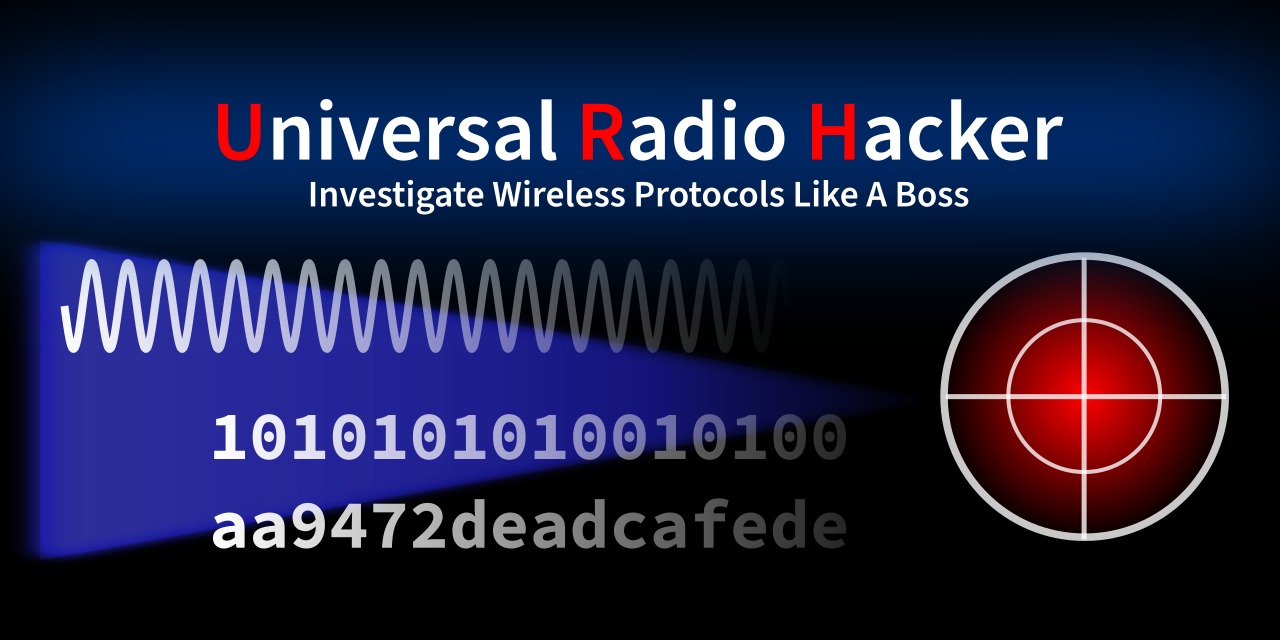 Universal Radio Hacker
Investigate Wireless Protocols Like A Boss
1010101010010100
aa9472deadcafede